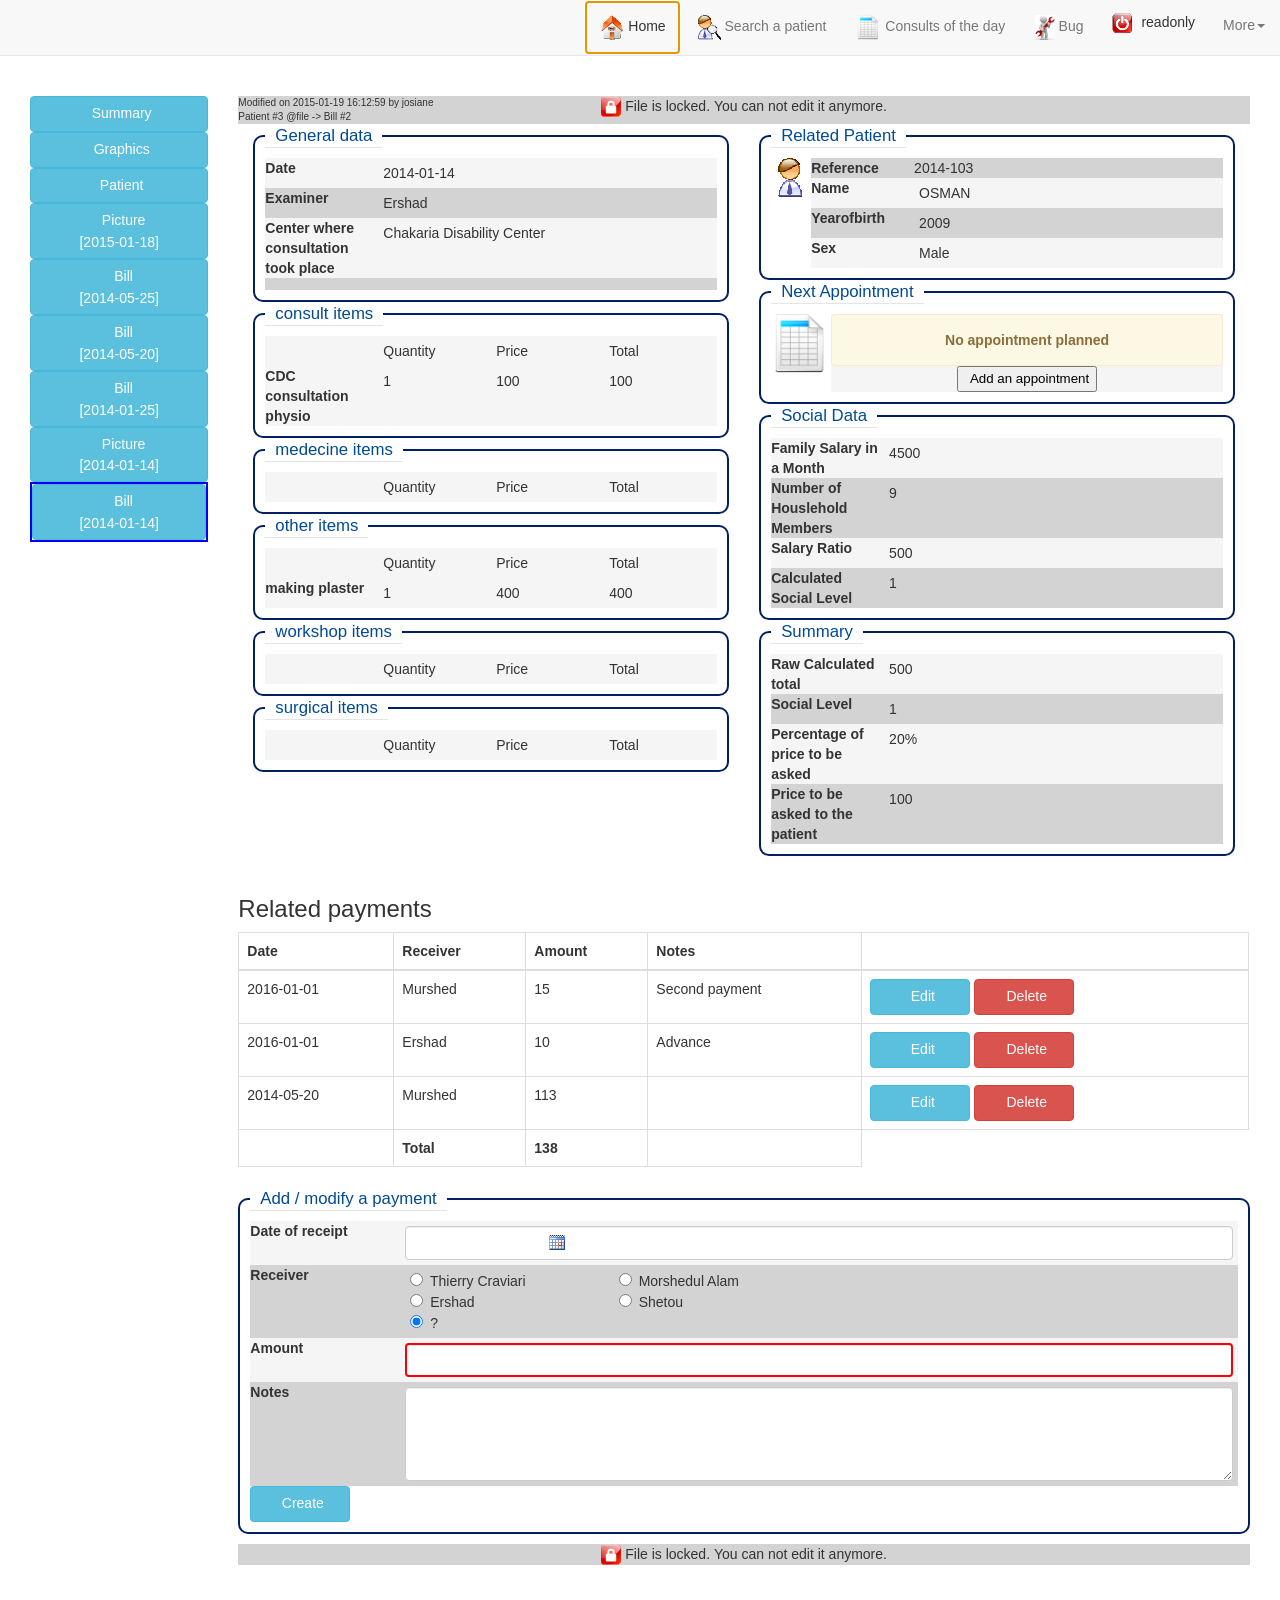 Home Search a patient Consults of the day Bug readonly More
Summary
Graphics
Patient
Picture
[2015-01-18]
Bill
[2014-05-25]
Bill
[2014-05-20]
Bill
[2014-01-25]
Picture
[2014-01-14]
Bill
[2014-01-14]
Modified on 2015-01-19 16:12:59 by josiane
Patient #3 @file -> Bill #2
File is locked. You can not edit it anymore.
General data
Date 2014-01-14
Examiner Ershad
Center where Chakaria Disability Center
consultation
took place
consult items
Quantity Price Total
CDC 1 100 100
consultation
physio
medecine items
Quantity Price Total
other items
Quantity Price Total
making plaster 1 400 400
workshop items
Quantity Price Total
surgical items
Quantity Price Total
Related Patient
Reference 2014-103
Name OSMAN
Yearofbirth 2009
Sex Male
Next Appointment
No appointment planned
Add an appointment
Social Data
Family Salary in 4500
a Month
Number of 9
Houslehold
Members
Salary Ratio 500
Calculated 1
Social Level
Summary
Raw Calculated 500
total
Social Level 1
Percentage of 20%
price to be
asked
Price to be 100
asked to the
patient
Related payments
Date Receiver Amount Notes
2016-01-01 Murshed 15 Second payment Edit Delete
2016-01-01 Ershad 10 Advance Edit Delete
2014-05-20 Murshed 113 Edit Delete
Total 138
Add / modify a payment
Date of receipt
Receiver Thierry Craviari Morshedul Alam
Ershad Shetou
?
Amount
Notes
Create
File is locked. You can not edit it anymore.